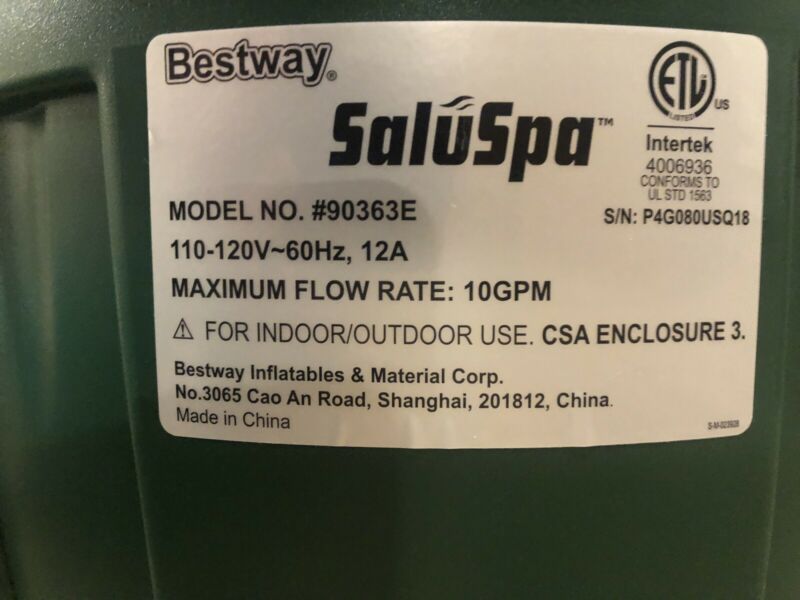 Bestway®
SalúSpa™
ETL US
LISTED
Intertek
4006936
CONFORMS TO
UL STD 1563
MODEL NO. #90363E
S/N: P4G080USQ18
110-120V~60Hz, 12A
MAXIMUM FLOW RATE: 10GPM
⚠ FOR INDOOR/OUTDOOR USE. CSA ENCLOSURE 3.
Bestway Inflatables & Material Corp.
No.3065 Cao An Road, Shanghai, 201812, China.
Made in China